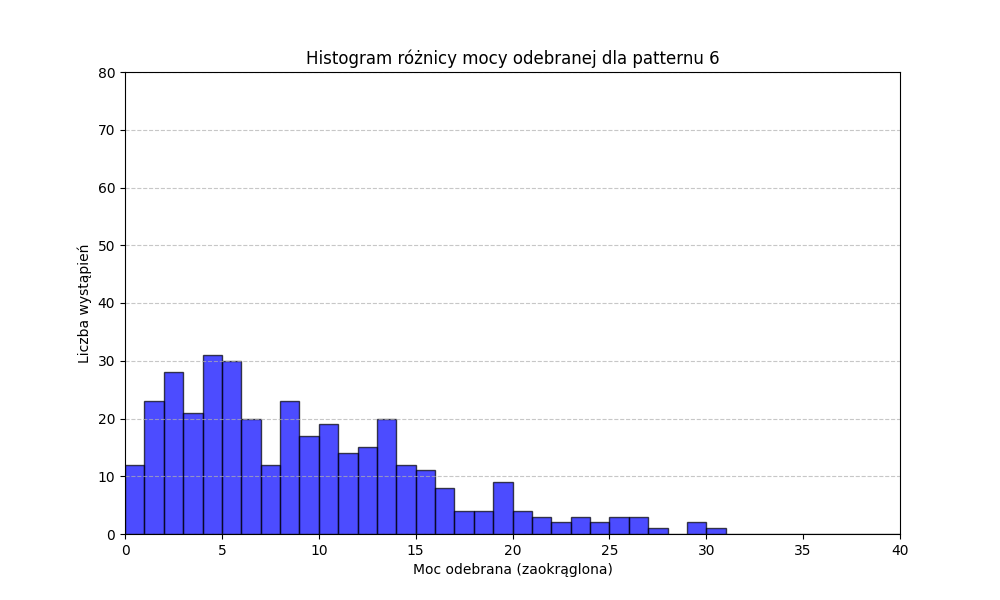 Histogram różnicy mocy odebranej dla patternu 6
80
70
60
50
40
30
20
10
0
Liczba wystąpień
0 5 10 15 20 25 30 35 40
Moc odebrana (zaokrąglona)